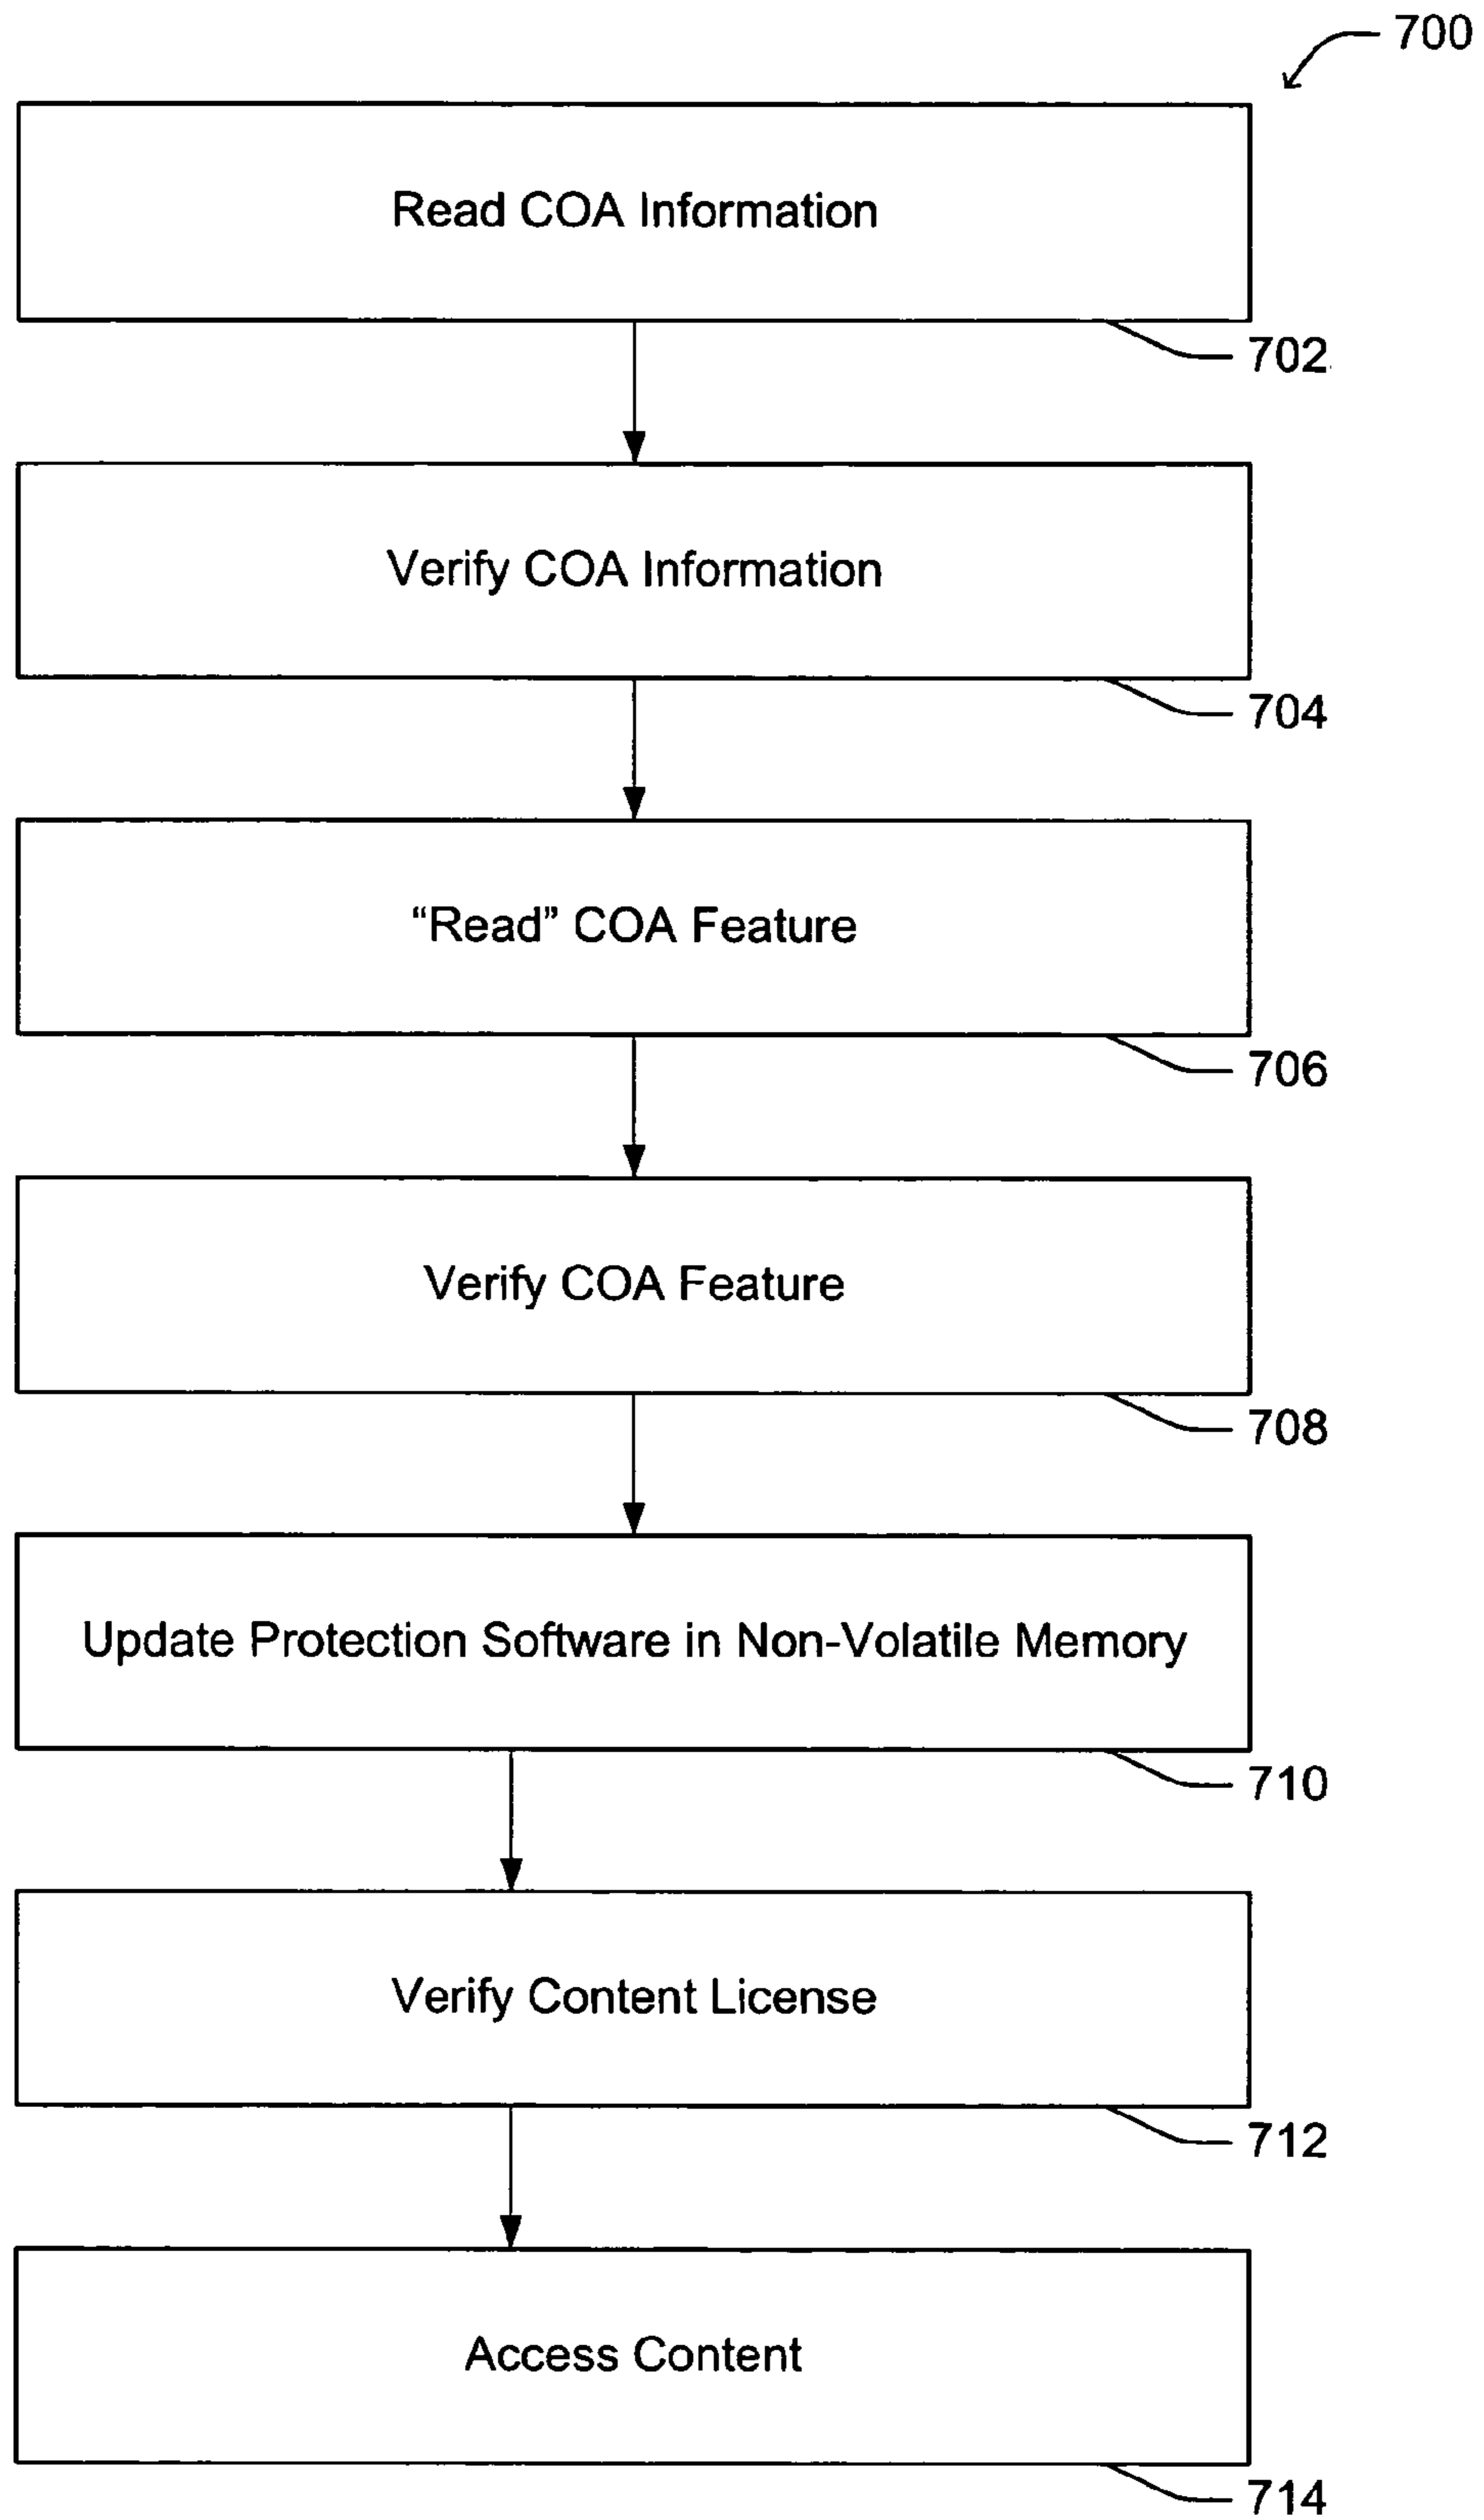 700
Read COA Information
702
Verify COA Information
704
“Read” COA Feature
706
Verify COA Feature
708
Update Protection Software in Non-Volatile Memory
710
Verify Content License
712
Access Content
714